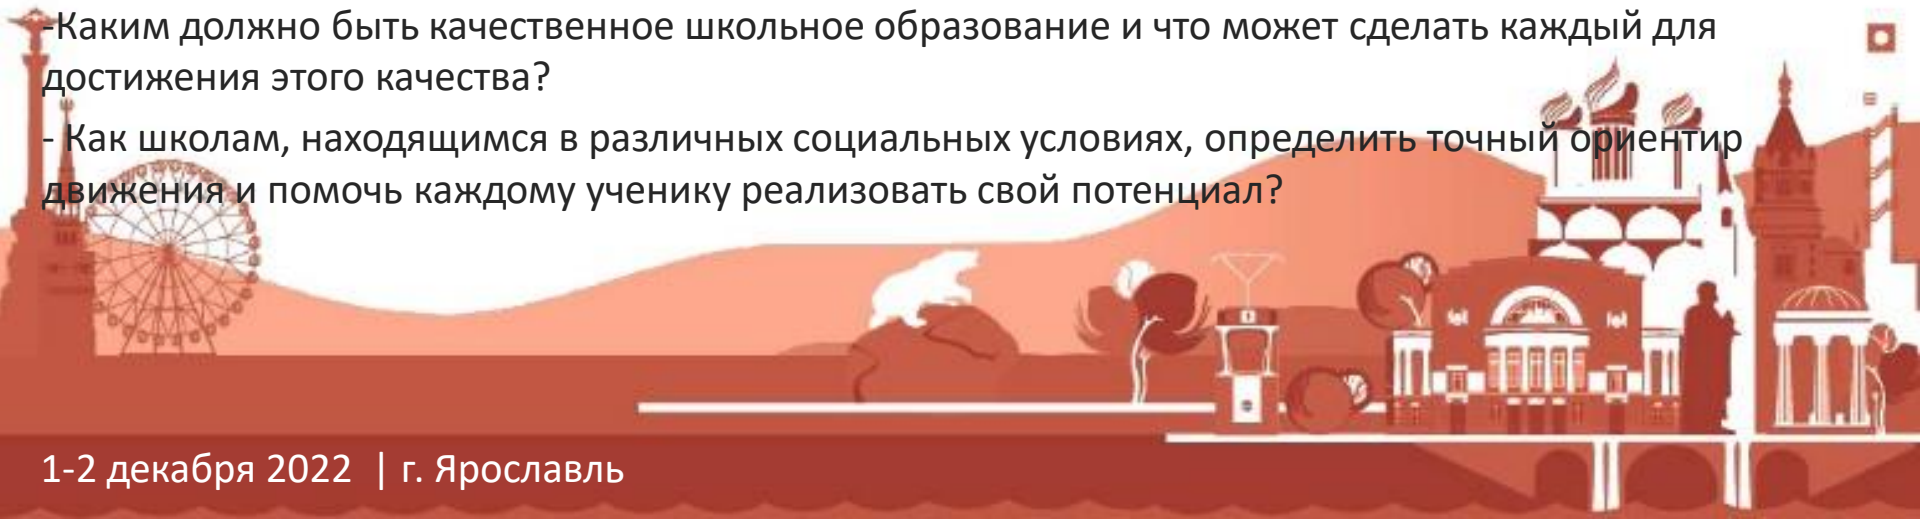 -Каким должно быть качественное школьное образование и что может сделать каждый для
достижения этого качества?
- Как школам, находящимся в различных социальных условиях, определить точный ориентир
движения и помочь каждому ученику реализовать свой потенциал?
1-2 декабря 2022 | г. Ярославль